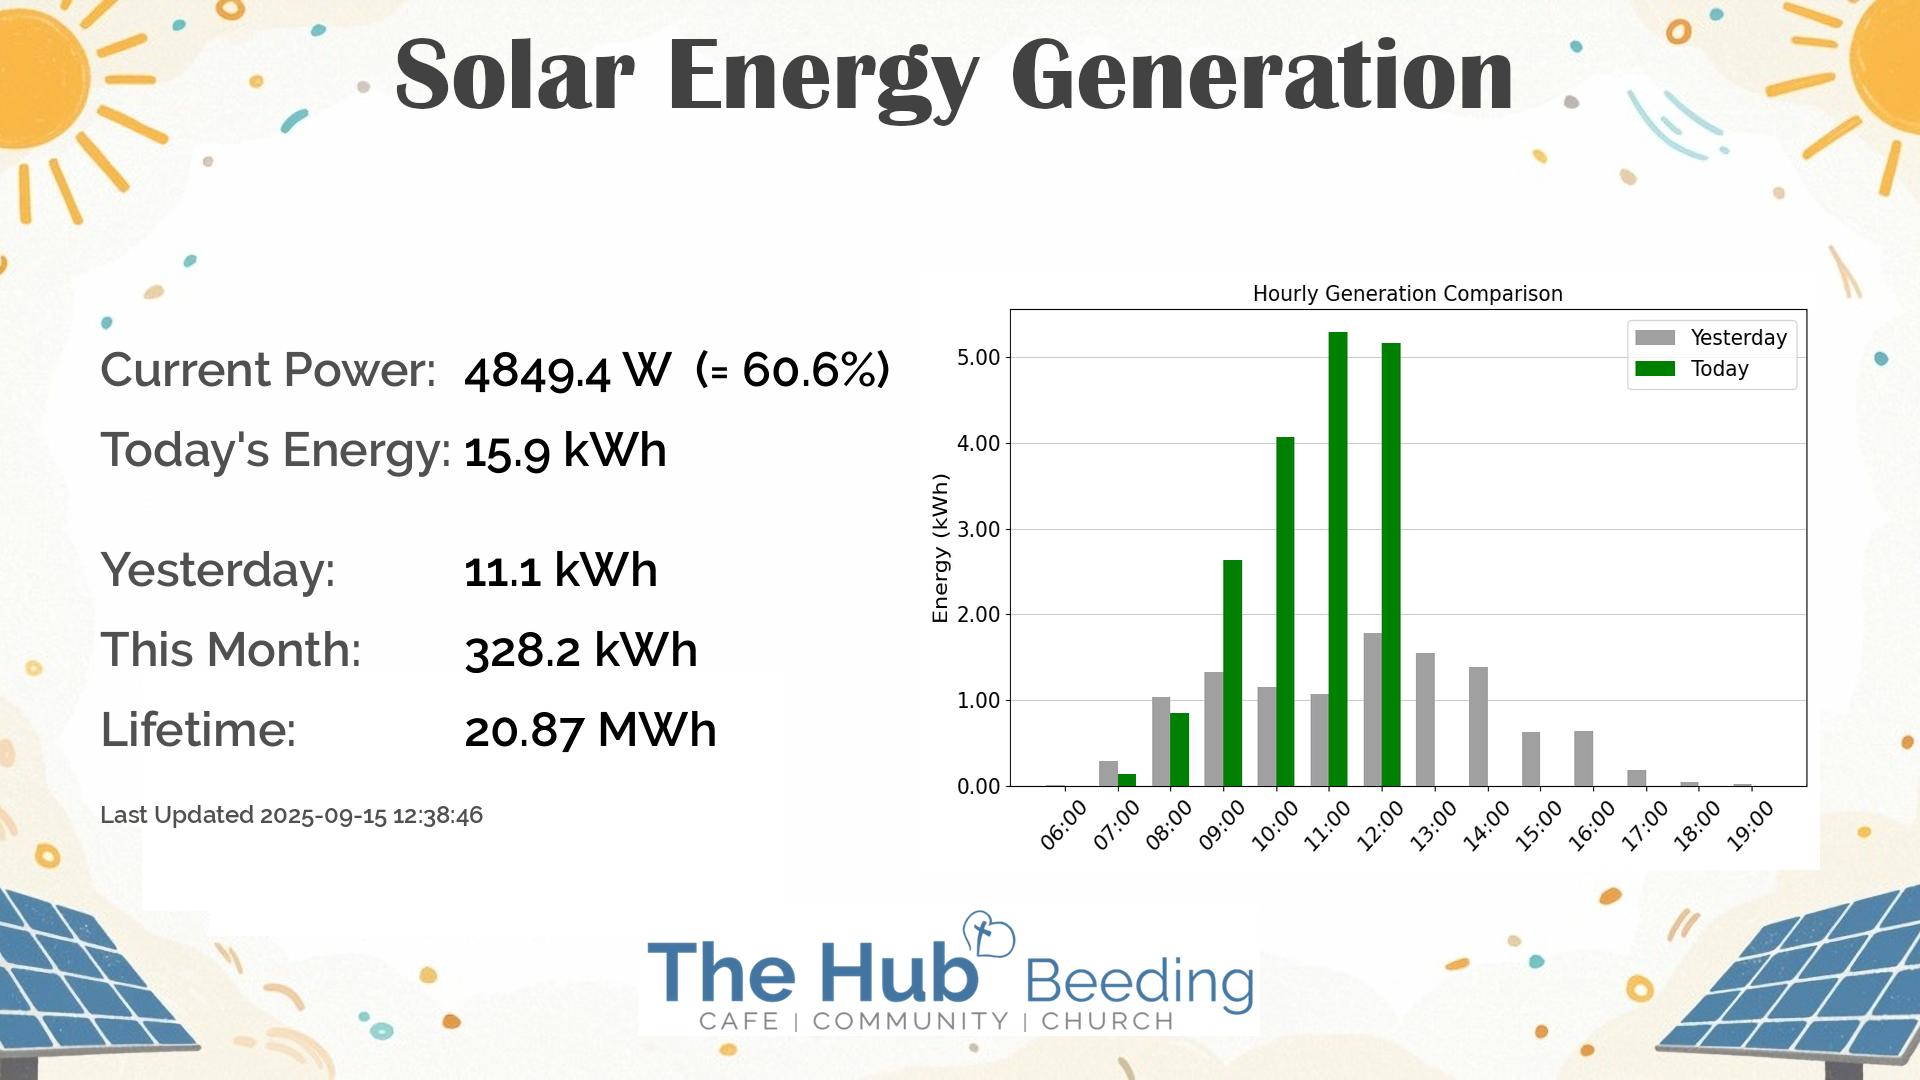 Solar Energy Generation
Current Power: 4849.4 W (= 60.6%)
Today's Energy: 15.9 kWh
Yesterday: 11.1 kWh
This Month: 328.2 kWh
Lifetime: 20.87 MWh
Last Updated 2025-09-15 12:38:46
Hourly Generation Comparison
Yesterday
Today
Energy (kWh)
5.00
4.00
3.00
2.00
1.00
0.00
06:00 07:00 08:00 09:00 10:00 11:00 12:00 13:00 14:00 15:00 16:00 17:00 18:00 19:00
The Hub Beeding
CAFE | COMMUNITY | CHURCH